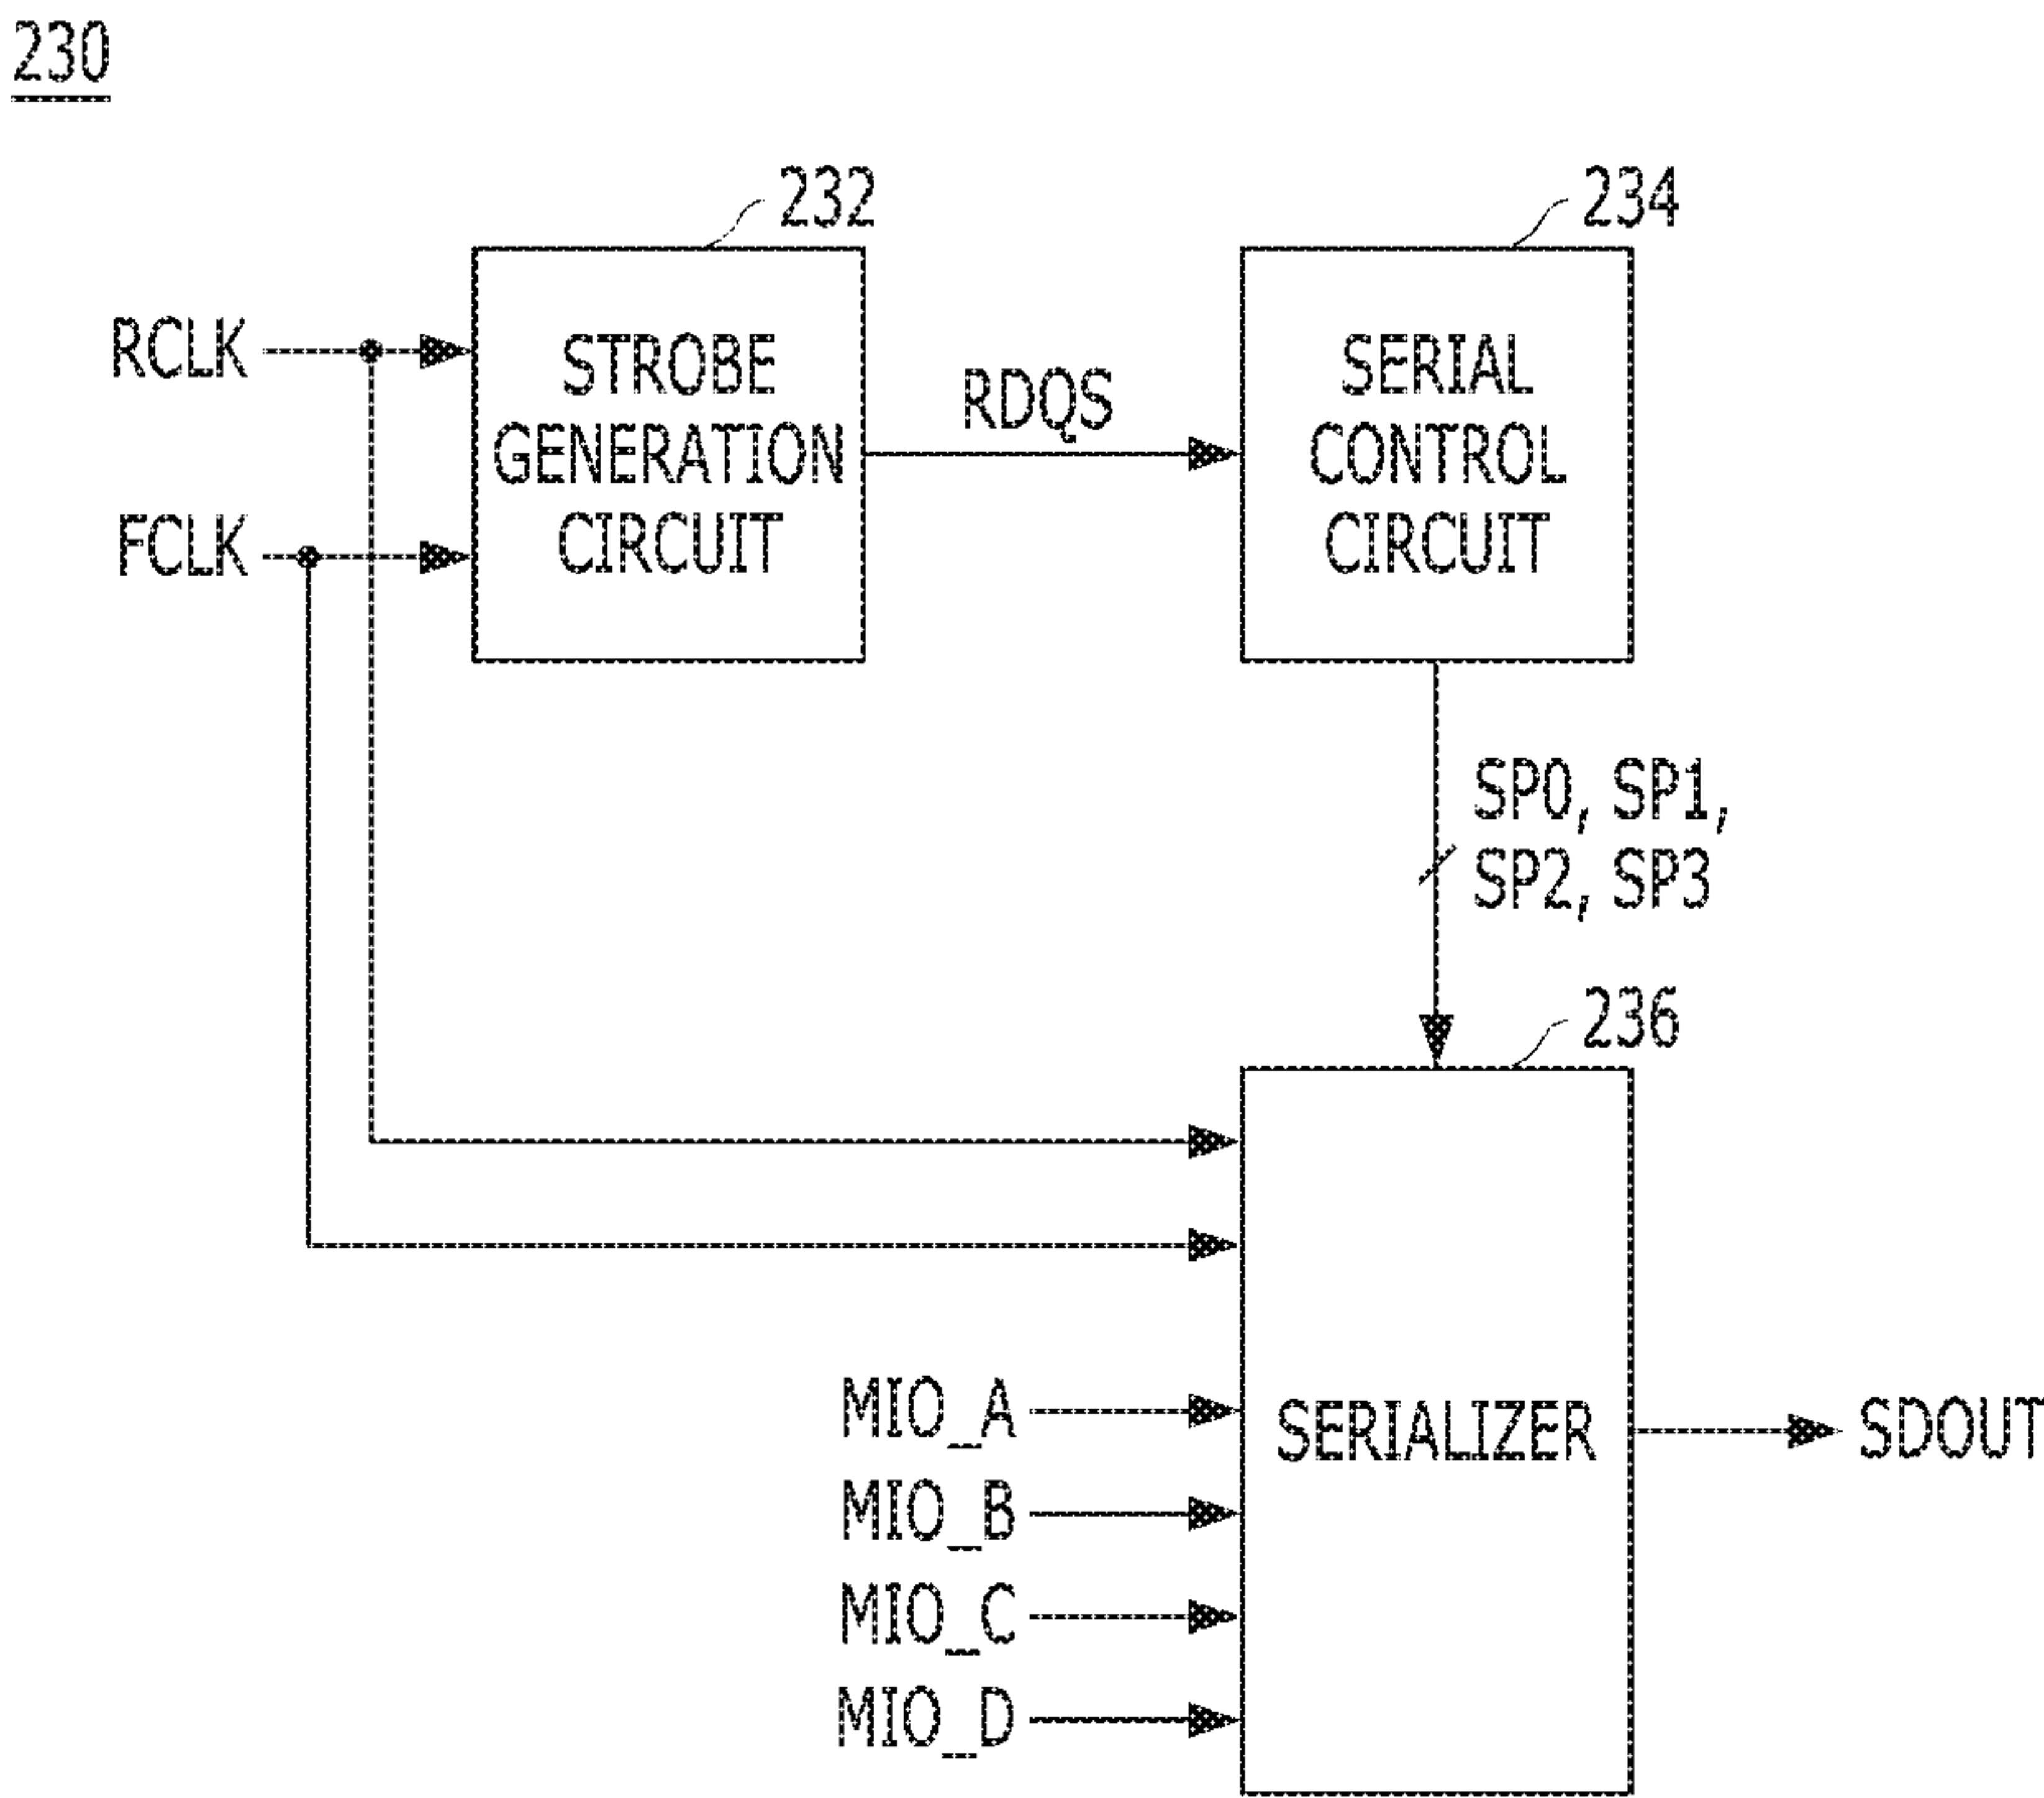 230
232
234
RCLK
FCLK
STROBE
GENERATION
CIRCUIT
RDQS
SERIAL
CONTROL
CIRCUIT
SP0, SP1,
SP2, SP3
236
MIO_A
MIO_B
MIO_C
MIO_D
SERIALIZER
SDOUT